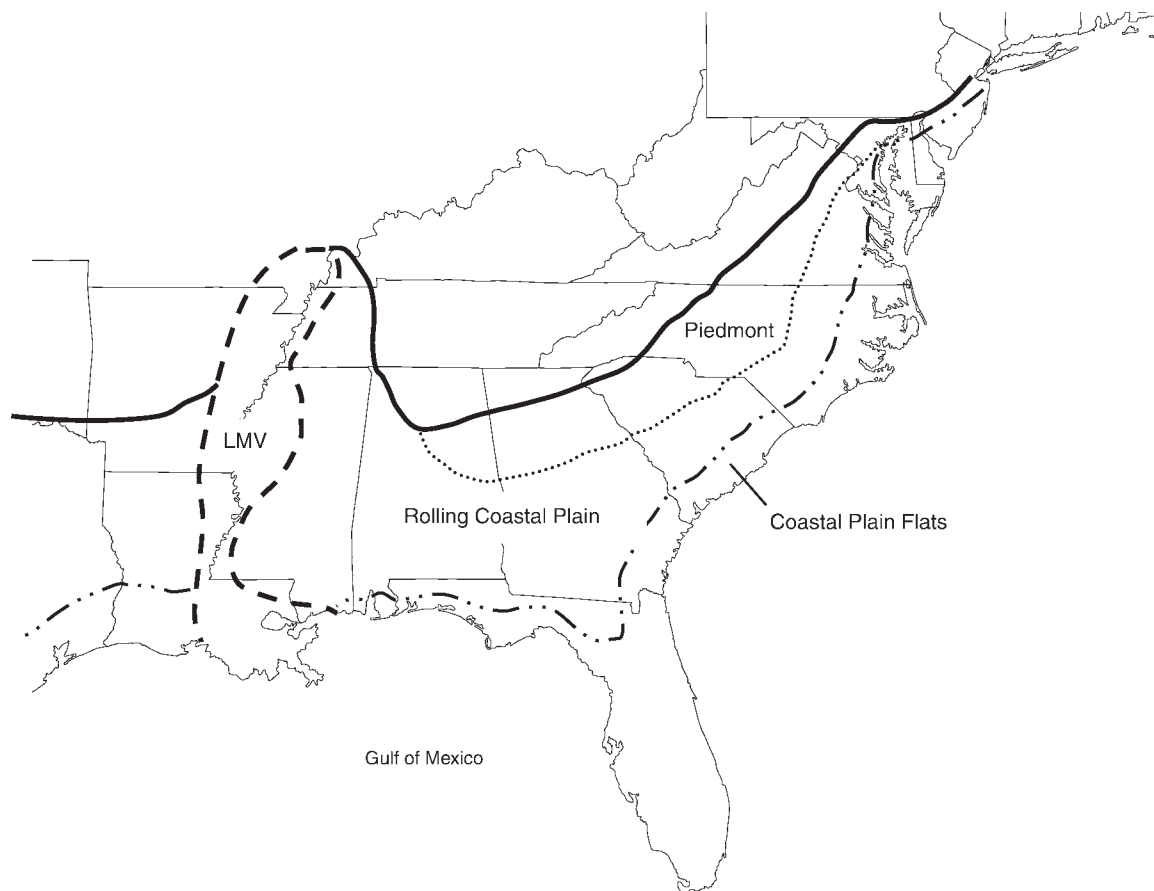 Piedmont
LMV
Rolling Coastal Plain
Coastal Plain Flats
Gulf of Mexico